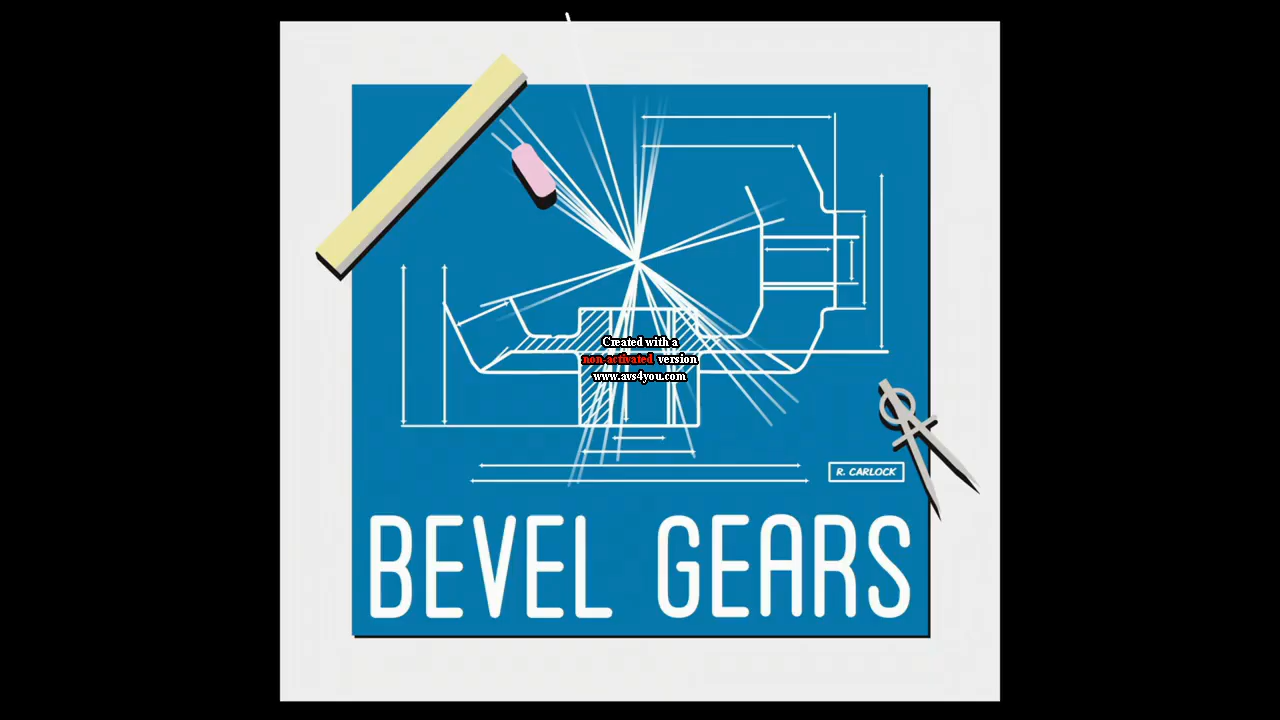 Created with a
non-activated version
www.avs4you.com
R. CARLOCK
BEVEL GEARS